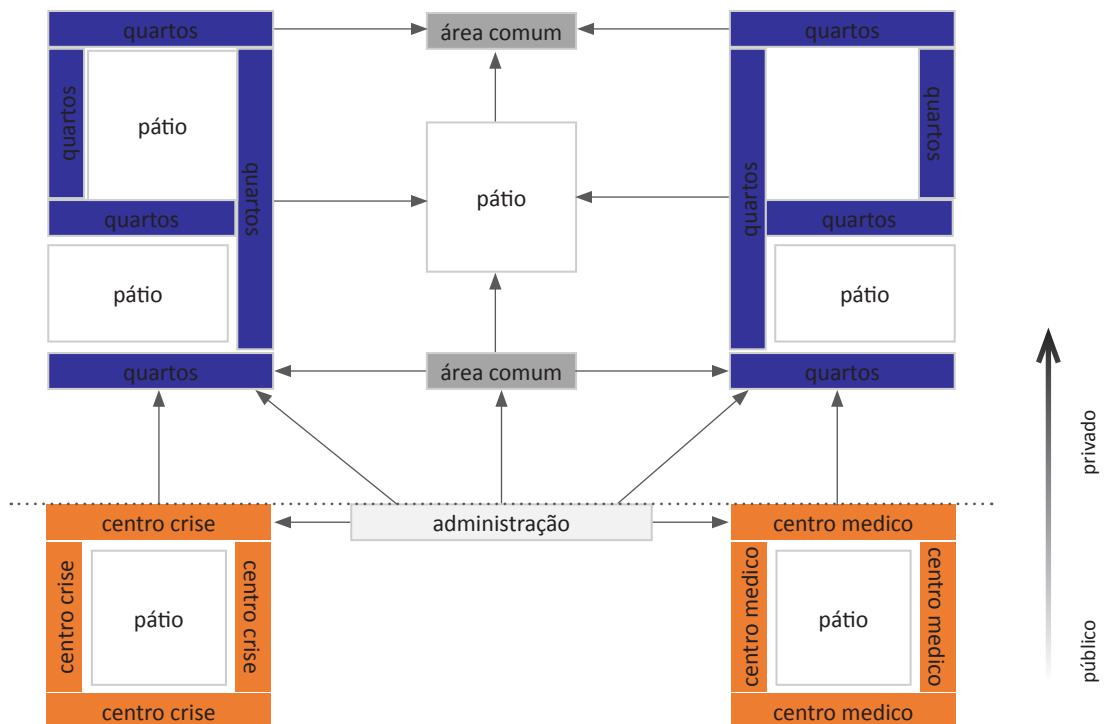 quartos
área comum
quartos
quartos
pátio
quartos
pátio
quartos
quartos
quartos
quartos
quartos
pátio
pátio
quartos
área comum
quartos
privado
centro crise
administração
centro medico
centro crise
pátio
centro crise
centro medico
pátio
centro medico
público
centro crise
centro medico